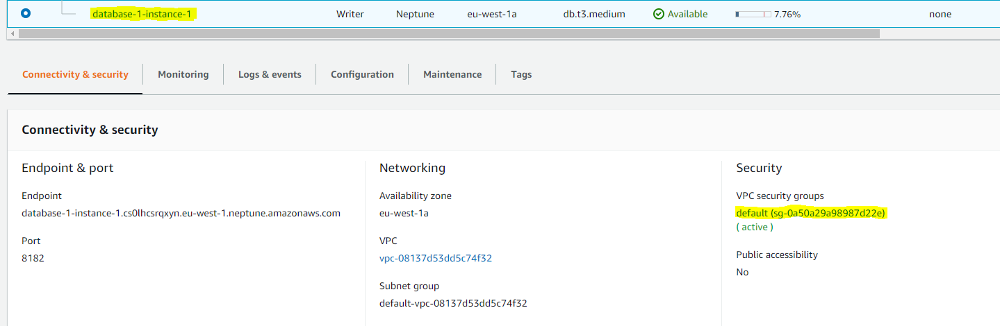 database-1-instance-1 Writer Neptune eu-west-1a db.t3.medium Available 7.76% none
Connectivity & security Monitoring Logs & events Configuration Maintenance Tags
Connectivity & security
Endpoint & port
Endpoint
database-1-instance-1.cs0lhcsrqxyn.eu-west-1.neptune.amazonaws.com
Port
8182
Networking
Availability zone
eu-west-1a
VPC
vpc-08137d53dd5c74f32
Subnet group
default-vpc-08137d53dd5c74f32
Security
VPC security groups
default (sg-0a50a29a98987d22e)
( active )
Public accessibility
No